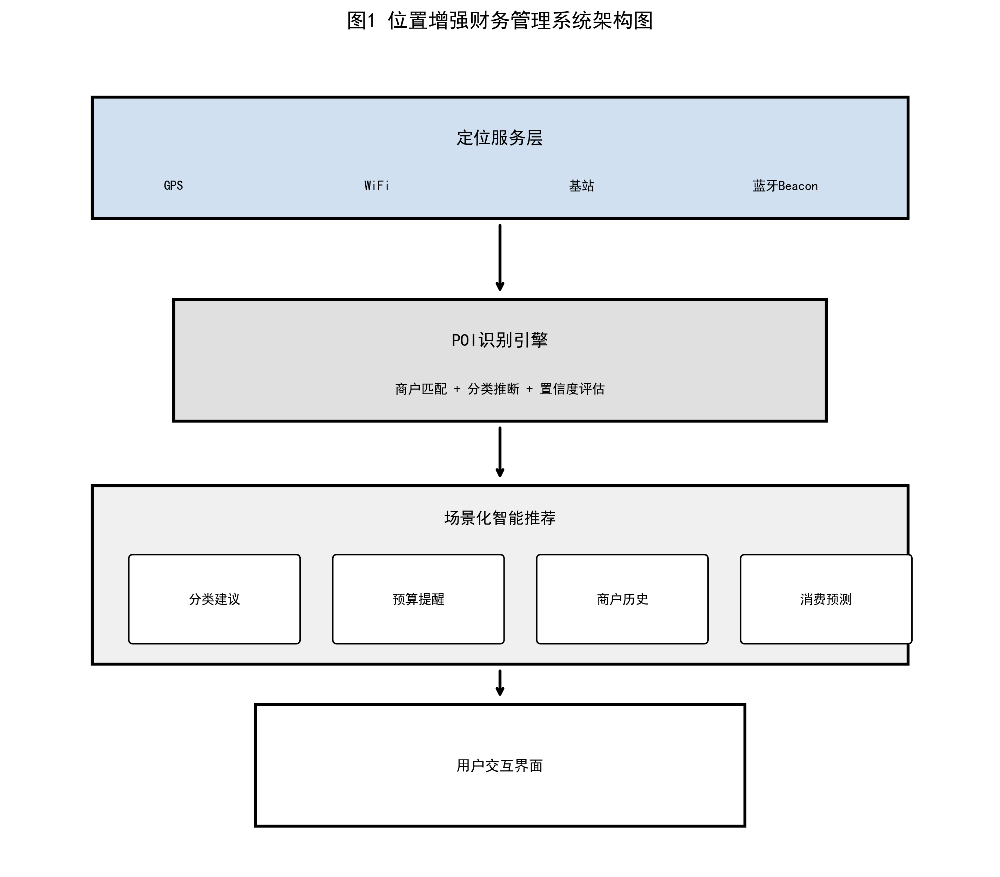 图1 位置增强财务管理系统架构图
定位服务层
GPS WiFi 基站 蓝牙Beacon
POI识别引擎
商户匹配 + 分类推断 + 置信度评估
场景化智能推荐
分类建议 预算提醒 商户历史 消费预测
用户交互界面